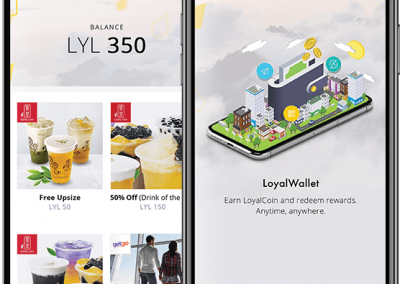 BALANCE
LYL 350
Free Upsize
LYL 50
50% Off (Drink of the
LYL 150
getgo
LoyalWallet
Earn LoyalCoin and redeem rewards.
Anytime, anywhere.